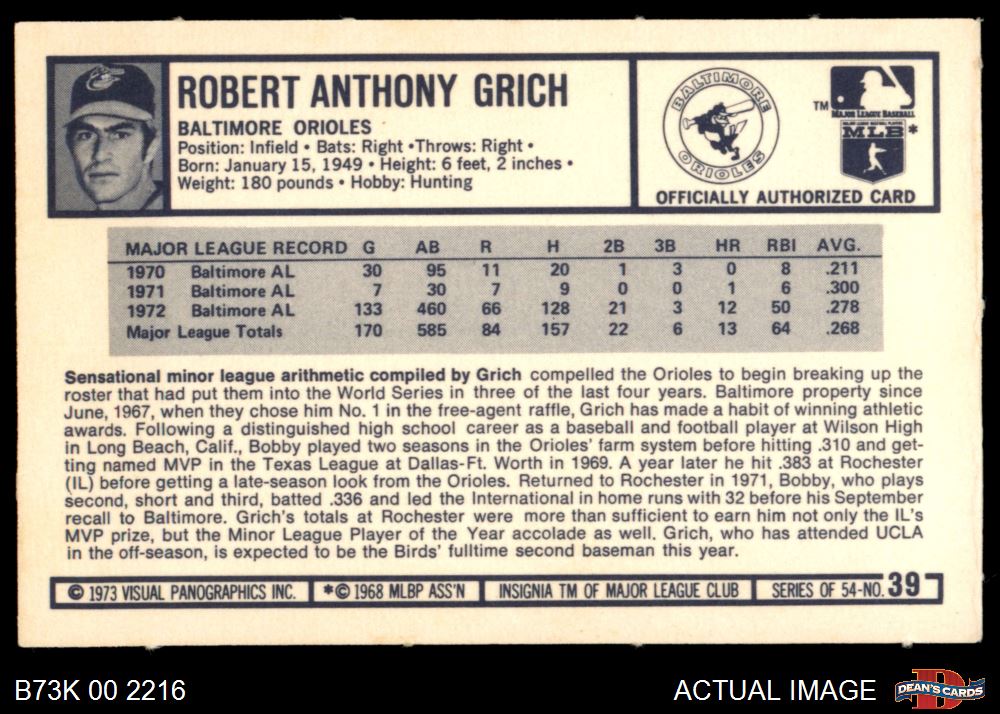 ROBERT ANTHONY GRICH
BALTIMORE ORIOLES
Position: Infield • Bats: Right •Throws: Right •
Born: January 15, 1949 • Height: 6 feet, 2 inches •
Weight: 180 pounds • Hobby: Hunting
BALTIMORE
ORIOLES
TM
MAJOR LEAGUE BASEBALL
MLB*
OFFICIALLY AUTHORIZED CARD
MAJOR LEAGUE RECORD G AB R H 2B 3B HR RBI AVG.
1970 Baltimore AL 30 95 11 20 1 3 0 8 .211
1971 Baltimore AL 7 30 7 9 0 0 1 6 .300
1972 Baltimore AL 133 460 66 128 21 3 12 50 .278
Major League Totals 170 585 84 157 22 6 13 64 .268
Sensational minor league arithmetic compiled by Grich compelled the Orioles to begin breaking up the
roster that had put them into the World Series in three of the last four years. Baltimore property since
June, 1967, when they chose him No. 1 in the free-agent raffle, Grich has made a habit of winning athletic
awards. Following a distinguished high school career as a baseball and football player at Wilson High
in Long Beach, Calif., Bobby played two seasons in the Orioles' farm system before hitting .310 and get-
ting named MVP in the Texas League at Dallas-Ft. Worth in 1969. A year later he hit .383 at Rochester
(IL) before getting a late-season look from the Orioles. Returned to Rochester in 1971, Bobby, who plays
second, short and third, batted .336 and led the International in home runs with 32 before his September
recall to Baltimore. Grich's totals at Rochester were more than sufficient to earn him not only the IL's
MVP prize, but the Minor League Player of the Year accolade as well. Grich, who has attended UCLA
in the off-season, is expected to be the Birds' fulltime second baseman this year.
© 1973 VISUAL PANOGRAPHICS INC. *© 1968 MLBP ASS'N INSIGNIA TM OF MAJOR LEAGUE CLUB SERIES OF 54-NO. 39
B73K 00 2216
ACTUAL IMAGE
DEAN'S CARDS